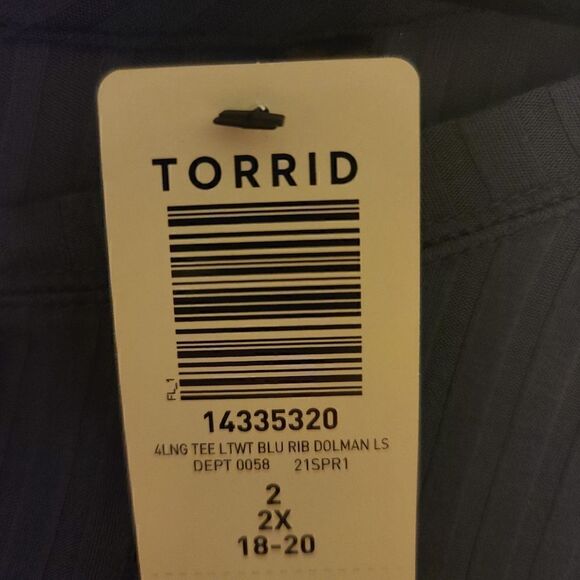 TORRID
FL_1
14335320
4LNG TEE LTWT BLU RIB DOLMAN LS
DEPT 0058 21SPR1
2
2X
18-20